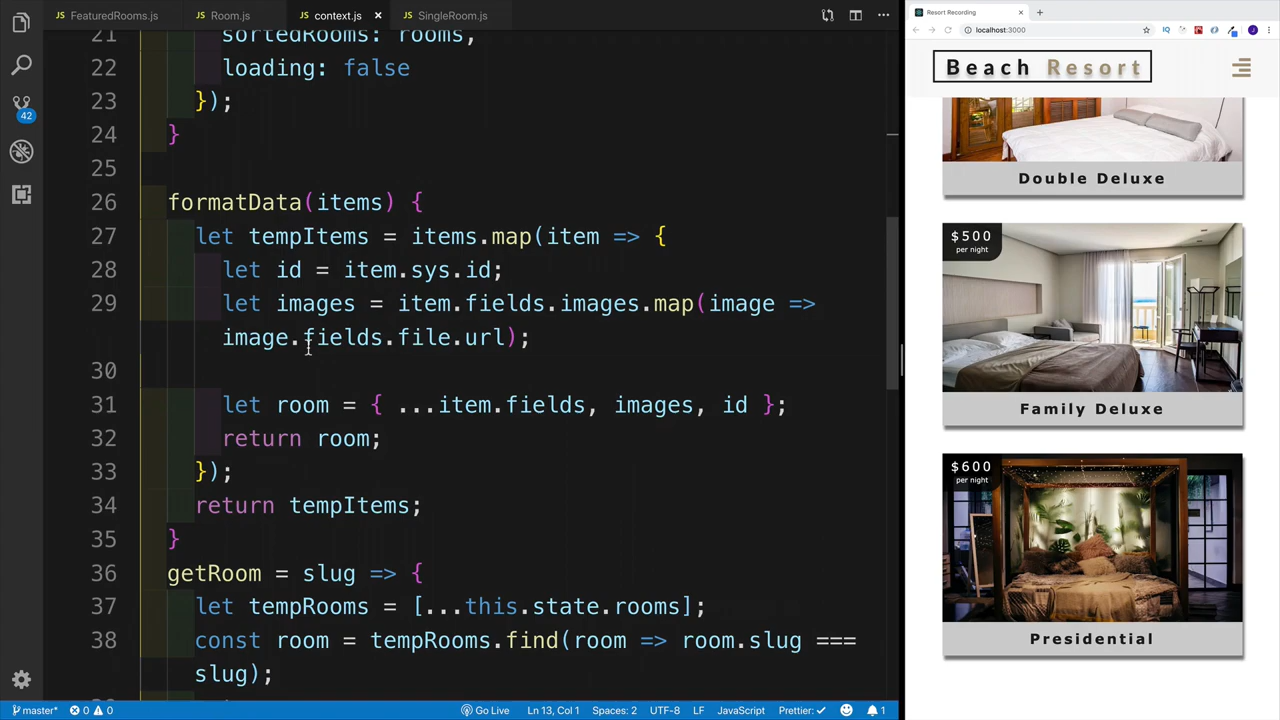 FeaturedRooms.js
Room.js
context.js
SingleRoom.js
21 sortedRooms: rooms,
22 loading: false
23 });
24 }
25
26 formatData(items) {
27 let tempItems = items.map(item => {
28 let id = item.sys.id;
29 let images = item.fields.images.map(image =>
image.fields.file.url);
30
31 let room = { ...item.fields, images, id };
32 return room;
33 });
34 return tempItems;
35 }
36 getRoom = slug => {
37 let tempRooms = [...this.state.rooms];
38 const room = tempRooms.find(room => room.slug ===
slug);
42
master* 0 0 Go Live Ln 13, Col 1 Spaces: 2 UTF-8 LF JavaScript Prettier: ✓ 1
Resort Recording
localhost:3000
Beach Resort
Double Deluxe
$500
per night
Family Deluxe
$600
per night
Presidential